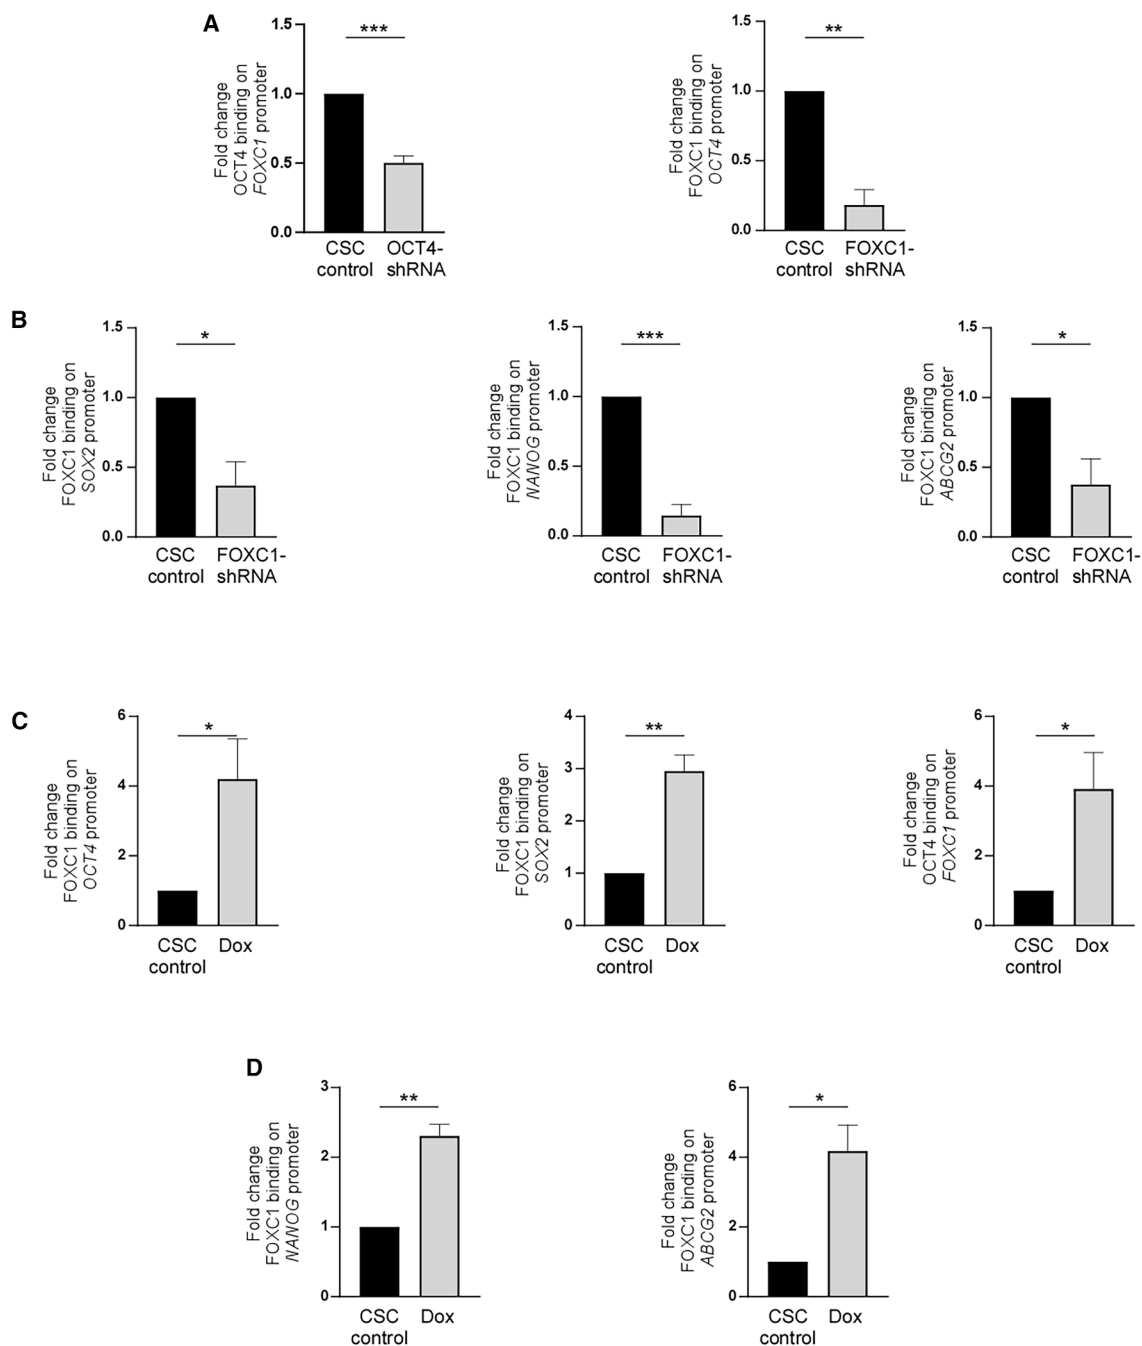 A
Fold change
OCT4 binding on
FOXC1 promoter
1.5
1.0
0.5
0.0
***
CSC
control
OCT4-
shRNA
Fold change
FOXC1 binding on
OCT4 promoter
1.5
1.0
0.5
0.0
**
CSC
control
FOXC1-
shRNA
B
Fold change
FOXC1 binding on
SOX2 promoter
1.5
1.0
0.5
0.0
*
CSC
control
FOXC1-
shRNA
Fold change
FOXC1 binding on
NANOG promoter
1.5
1.0
0.5
0.0
***
CSC
control
FOXC1-
shRNA
Fold change
FOXC1 binding on
ABCG2 promoter
1.5
1.0
0.5
0.0
*
CSC
control
FOXC1-
shRNA
C
Fold change
FOXC1 binding on
OCT4 promoter
6
4
2
0
*
CSC
control
Dox
Fold change
FOXC1 binding on
SOX2 promoter
4
3
2
1
0
**
CSC
control
Dox
Fold change
OCT4 binding on
FOXC1 promoter
6
4
2
0
*
CSC
control
Dox
D
Fold change
FOXC1 binding on
NANOG promoter
3
2
1
0
**
CSC
control
Dox
Fold change
FOXC1 binding on
ABCG2 promoter
6
4
2
0
*
CSC
control
Dox